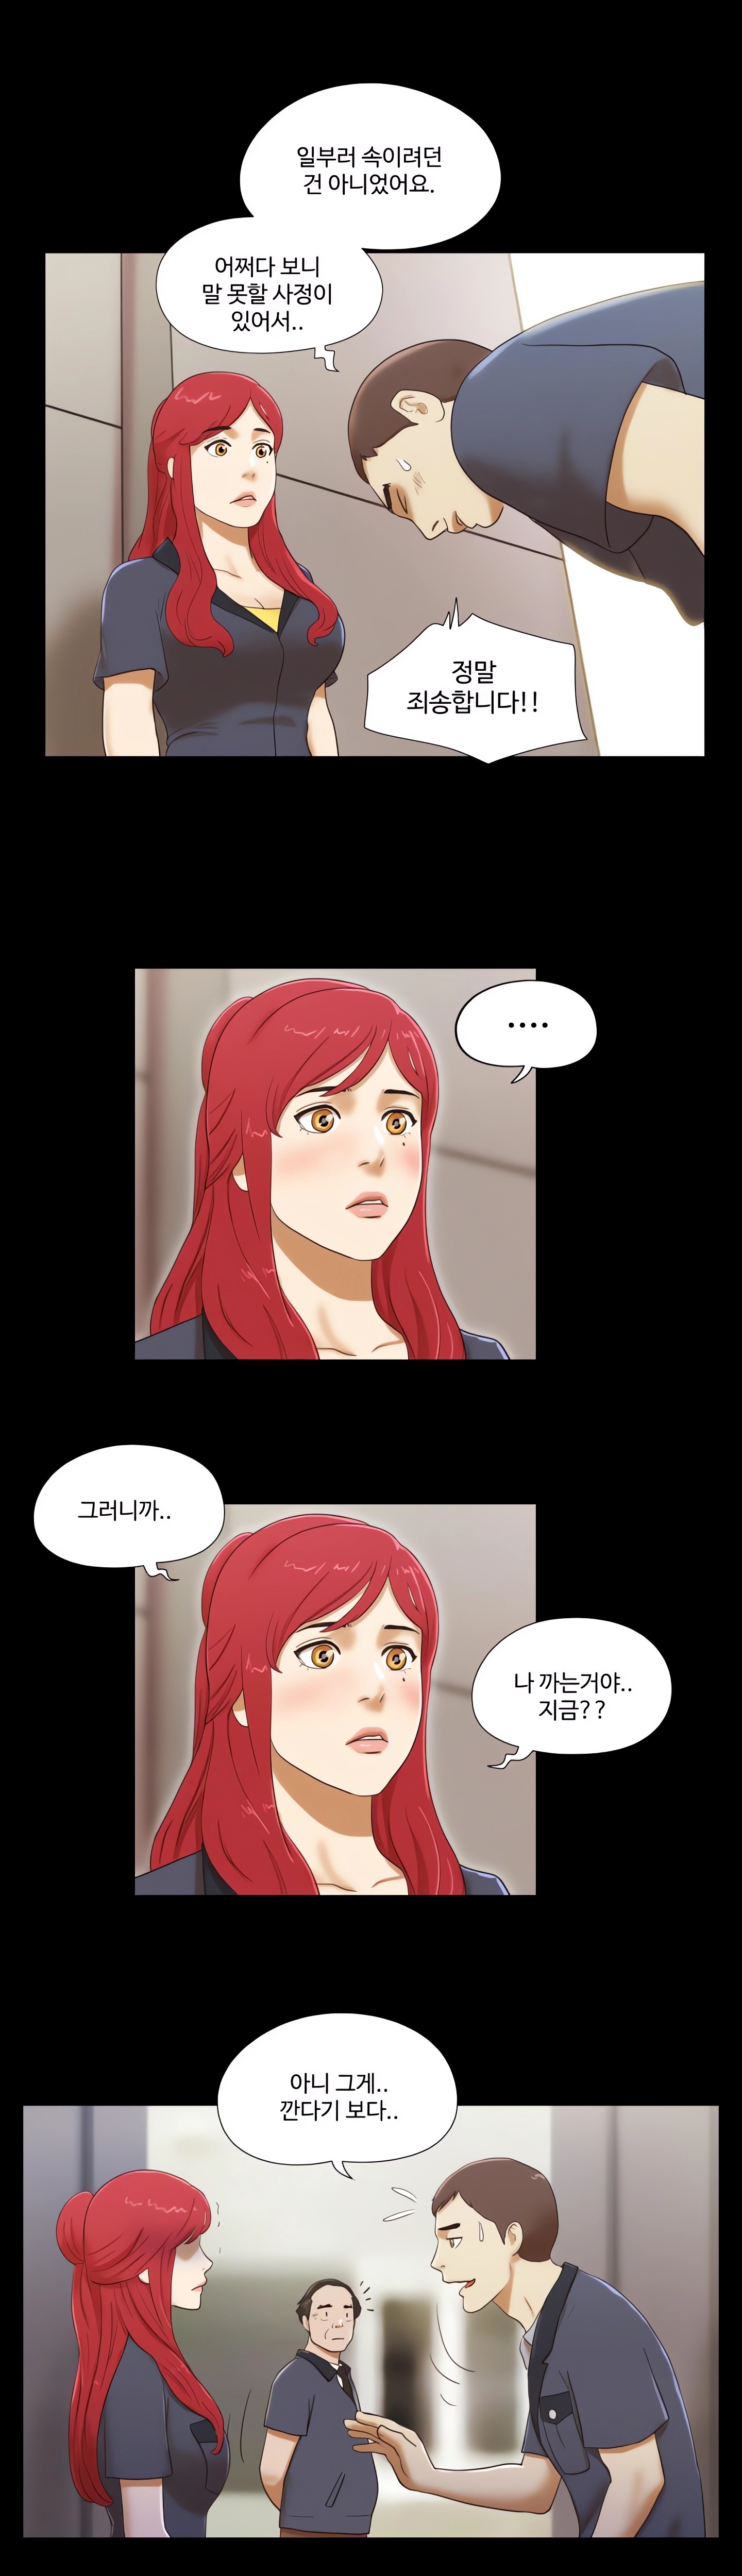 일부러 속이려던
건 아니었어요.
어쩌다 보니
말 못할 사정이
있어서..
정말
죄송합니다!!
....
그러니까..
나 까는거야..
지금??
아니 그게..
깐다기 보다..